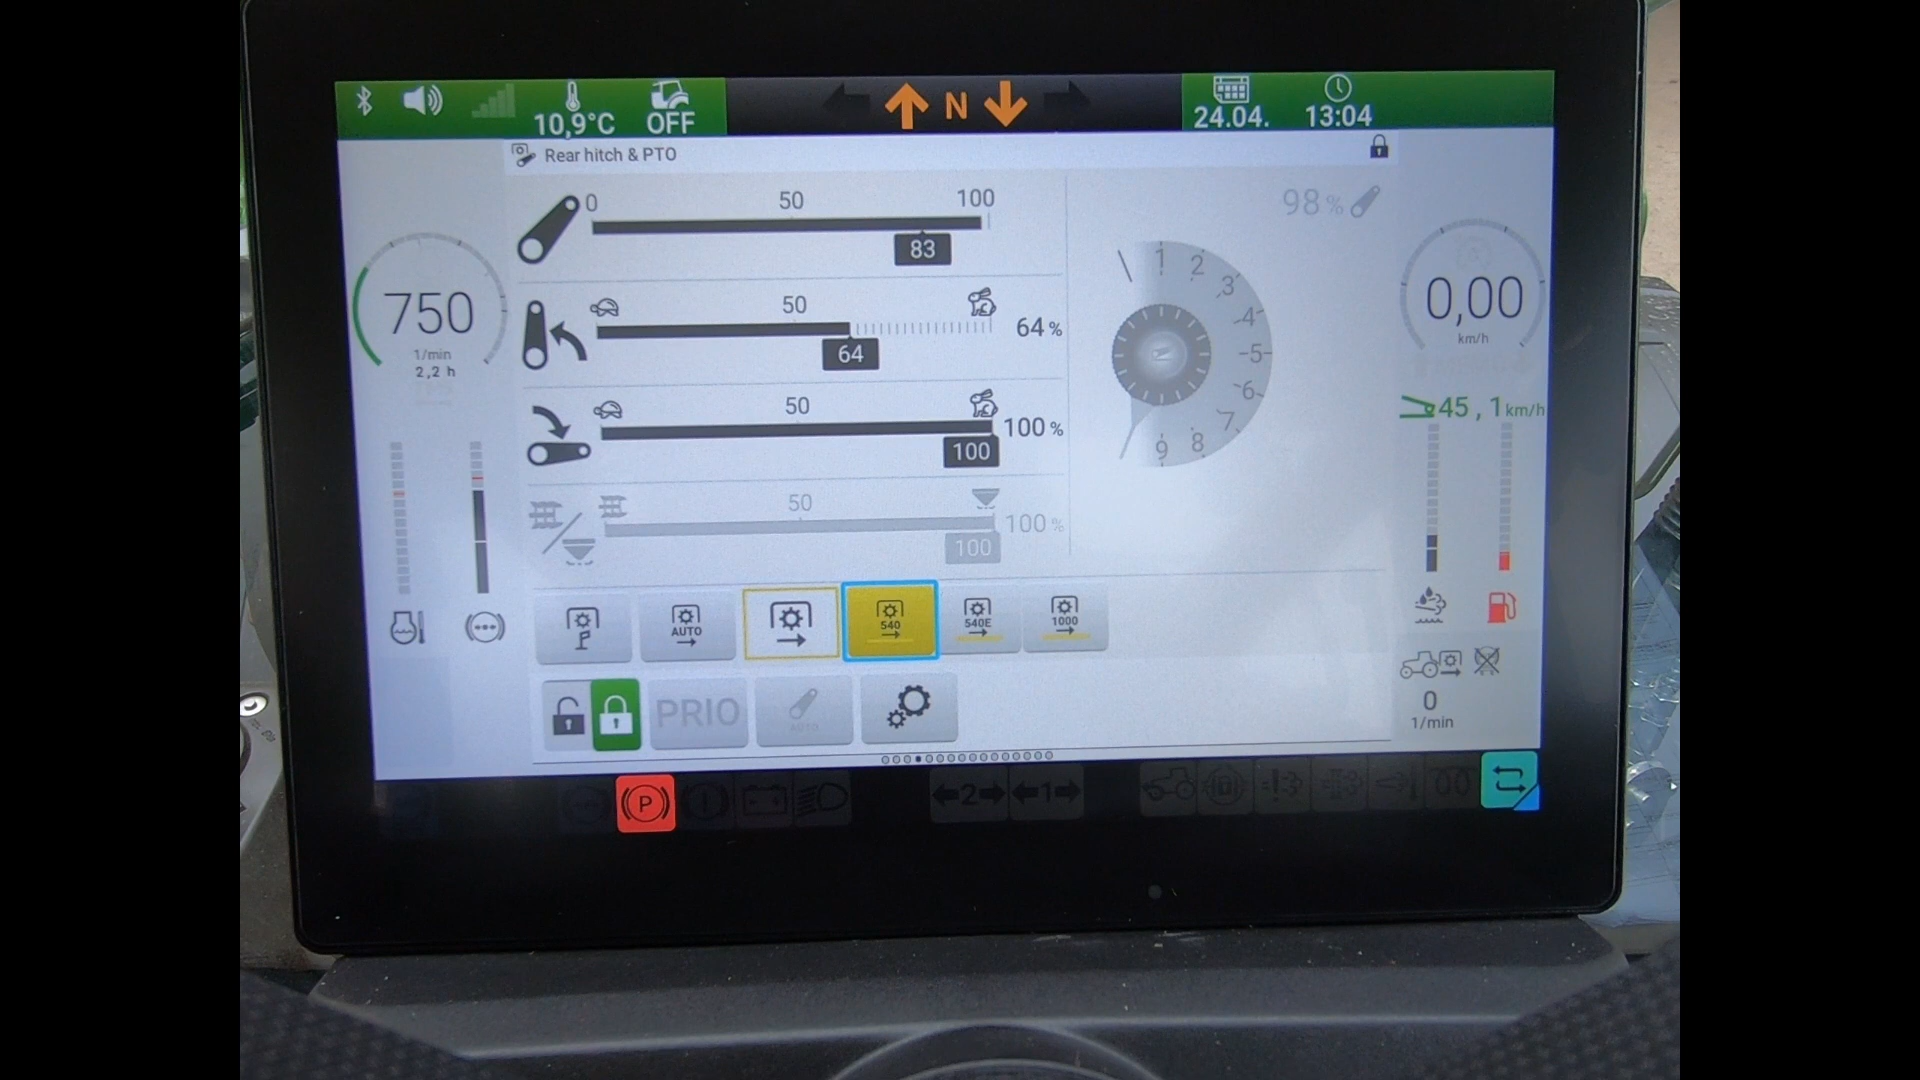 10,9°C
OFF
N
24.04.
13:04
Rear hitch & PTO
0 50 100
83
98 %
750
1/min
2,2 h
50
64 %
64
1 2 3 4 5 6 7 8 9
0,00
km/h
45,1 km/h
50
100 %
100
50
100 %
100
AUTO
540
540E
1000
PRIO
AUTO
0
1/min
P
2
1